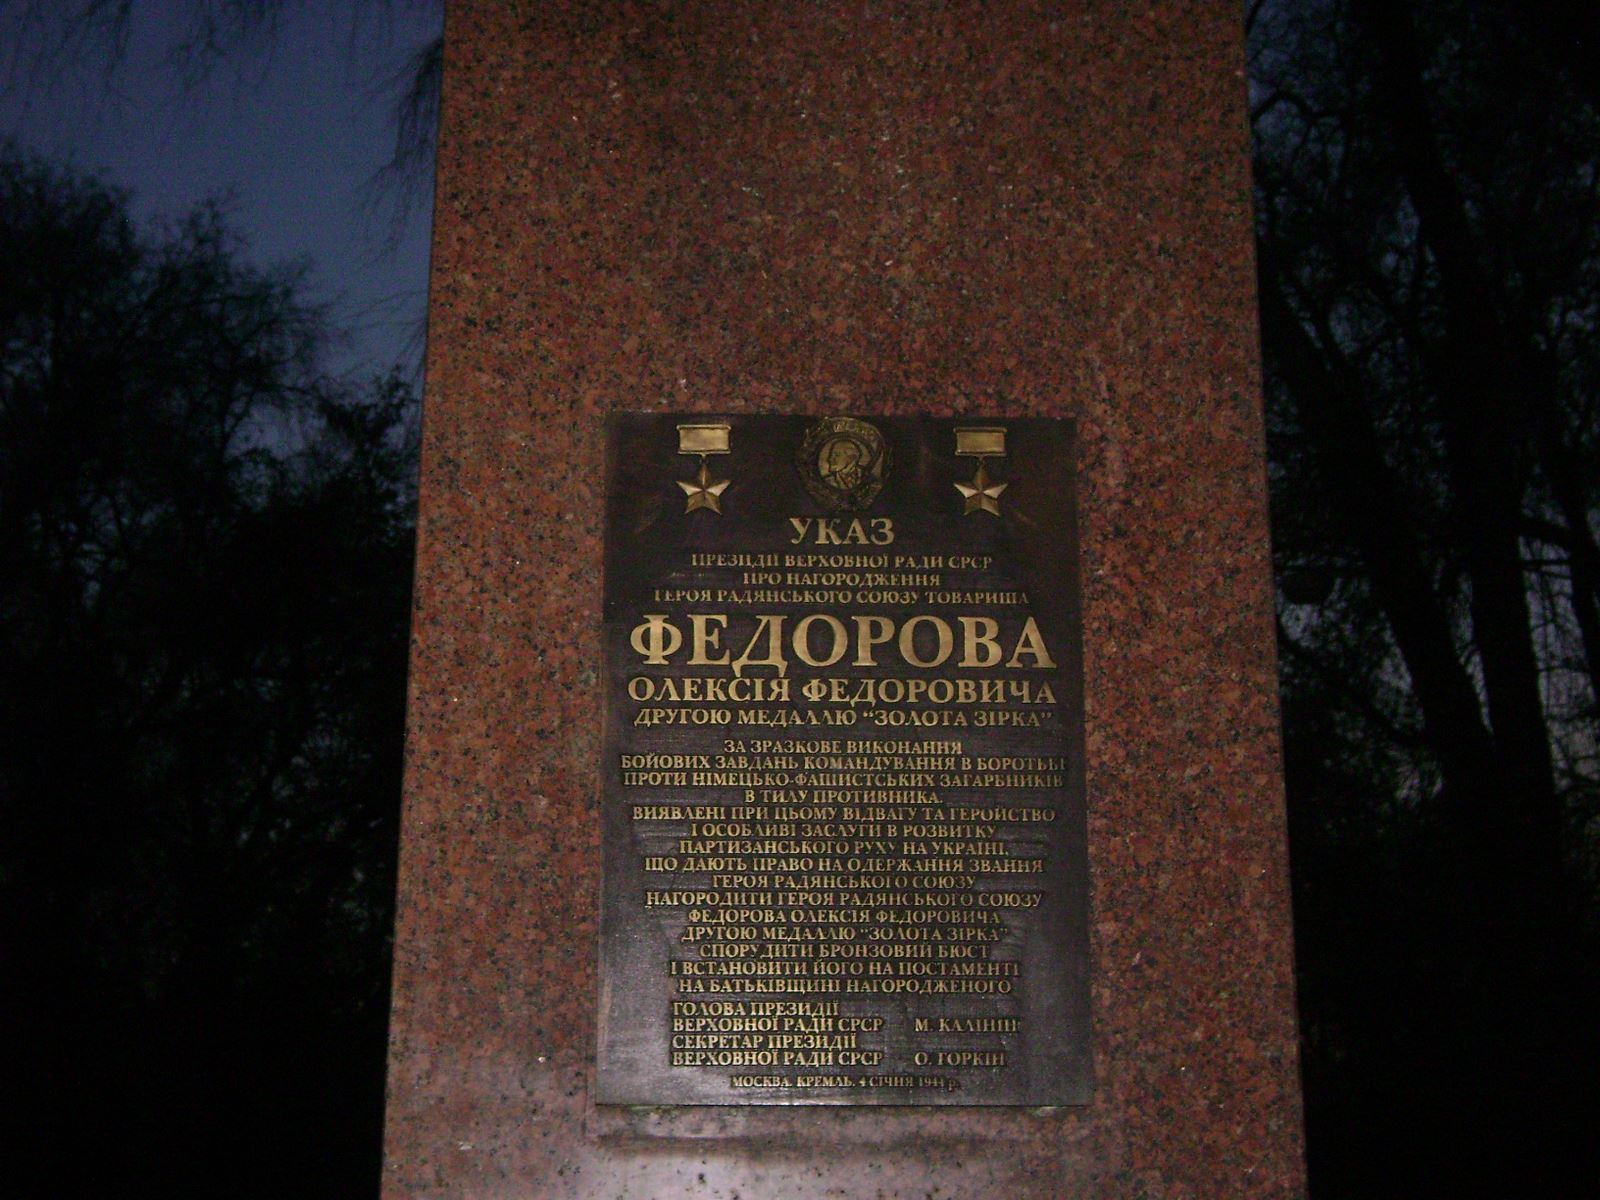 УКАЗ
ПРЕЗИДІЇ ВЕРХОВНОЇ РАДИ СРСР
ПРО НАГОРОДЖЕННЯ
ГЕРОЯ РАДЯНСЬКОГО СОЮЗУ ТОВАРИША
ФЕДОРОВА
ОЛЕКСІЯ ФЕДОРОВИЧА
ДРУГОЮ МЕДАЛЛЮ “ЗОЛОТА ЗІРКА”
ЗА ЗРАЗКОВЕ ВИКОНАННЯ
БОЙОВИХ ЗАВДАНЬ КОМАНДУВАННЯ В БОРОТЬБІ
ПРОТИ НІМЕЦЬКО-ФАШИСТСЬКИХ ЗАГАРБНИКІВ
В ТИЛУ ПРОТИВНИКА,
ВИЯВЛЕНІ ПРИ ЦЬОМУ ВІДВАГУ ТА ГЕРОЙСТВО
І ОСОБЛИВІ ЗАСЛУГИ В РОЗВИТКУ
ПАРТИЗАНСЬКОГО РУХУ НА УКРАЇНІ,
ЩО ДАЮТЬ ПРАВО НА ОДЕРЖАННЯ ЗВАННЯ
ГЕРОЯ РАДЯНСЬКОГО СОЮЗУ,
НАГОРОДИТИ ГЕРОЯ РАДЯНСЬКОГО СОЮЗУ
ФЕДОРОВА ОЛЕКСІЯ ФЕДОРОВИЧА
ДРУГОЮ МЕДАЛЛЮ “ЗОЛОТА ЗІРКА”
СПОРУДИТИ БРОНЗОВИЙ БЮСТ
І ВСТАНОВИТИ ЙОГО НА ПОСТАМЕНТІ
НА БАТЬКІВЩИНІ НАГОРОДЖЕНОГО
ГОЛОВА ПРЕЗИДІЇ
ВЕРХОВНОЇ РАДИ СРСР М. КАЛІНІН
СЕКРЕТАР ПРЕЗИДІЇ
ВЕРХОВНОЇ РАДИ СРСР О. ГОРКІН
МОСКВА. КРЕМЛЬ. 4 СІЧНЯ 1944 р.